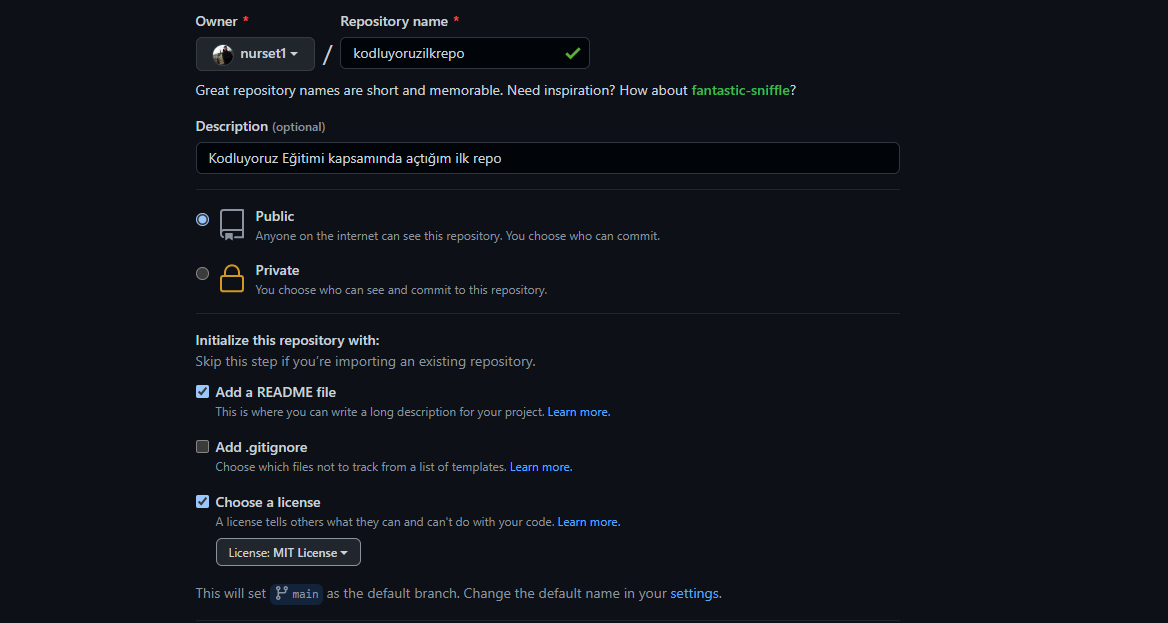 Owner * Repository name *
nurset1 / kodluyoruzilkrepo
Great repository names are short and memorable. Need inspiration? How about fantastic-sniffle?
Description (optional)
Kodluyoruz Eğitimi kapsamında açtığım ilk repo
Public
Anyone on the internet can see this repository. You choose who can commit.
Private
You choose who can see and commit to this repository.
Initialize this repository with:
Skip this step if you’re importing an existing repository.
Add a README file
This is where you can write a long description for your project. Learn more.
Add .gitignore
Choose which files not to track from a list of templates. Learn more.
Choose a license
A license tells others what they can and can't do with your code. Learn more.
License: MIT License
This will set main as the default branch. Change the default name in your settings.